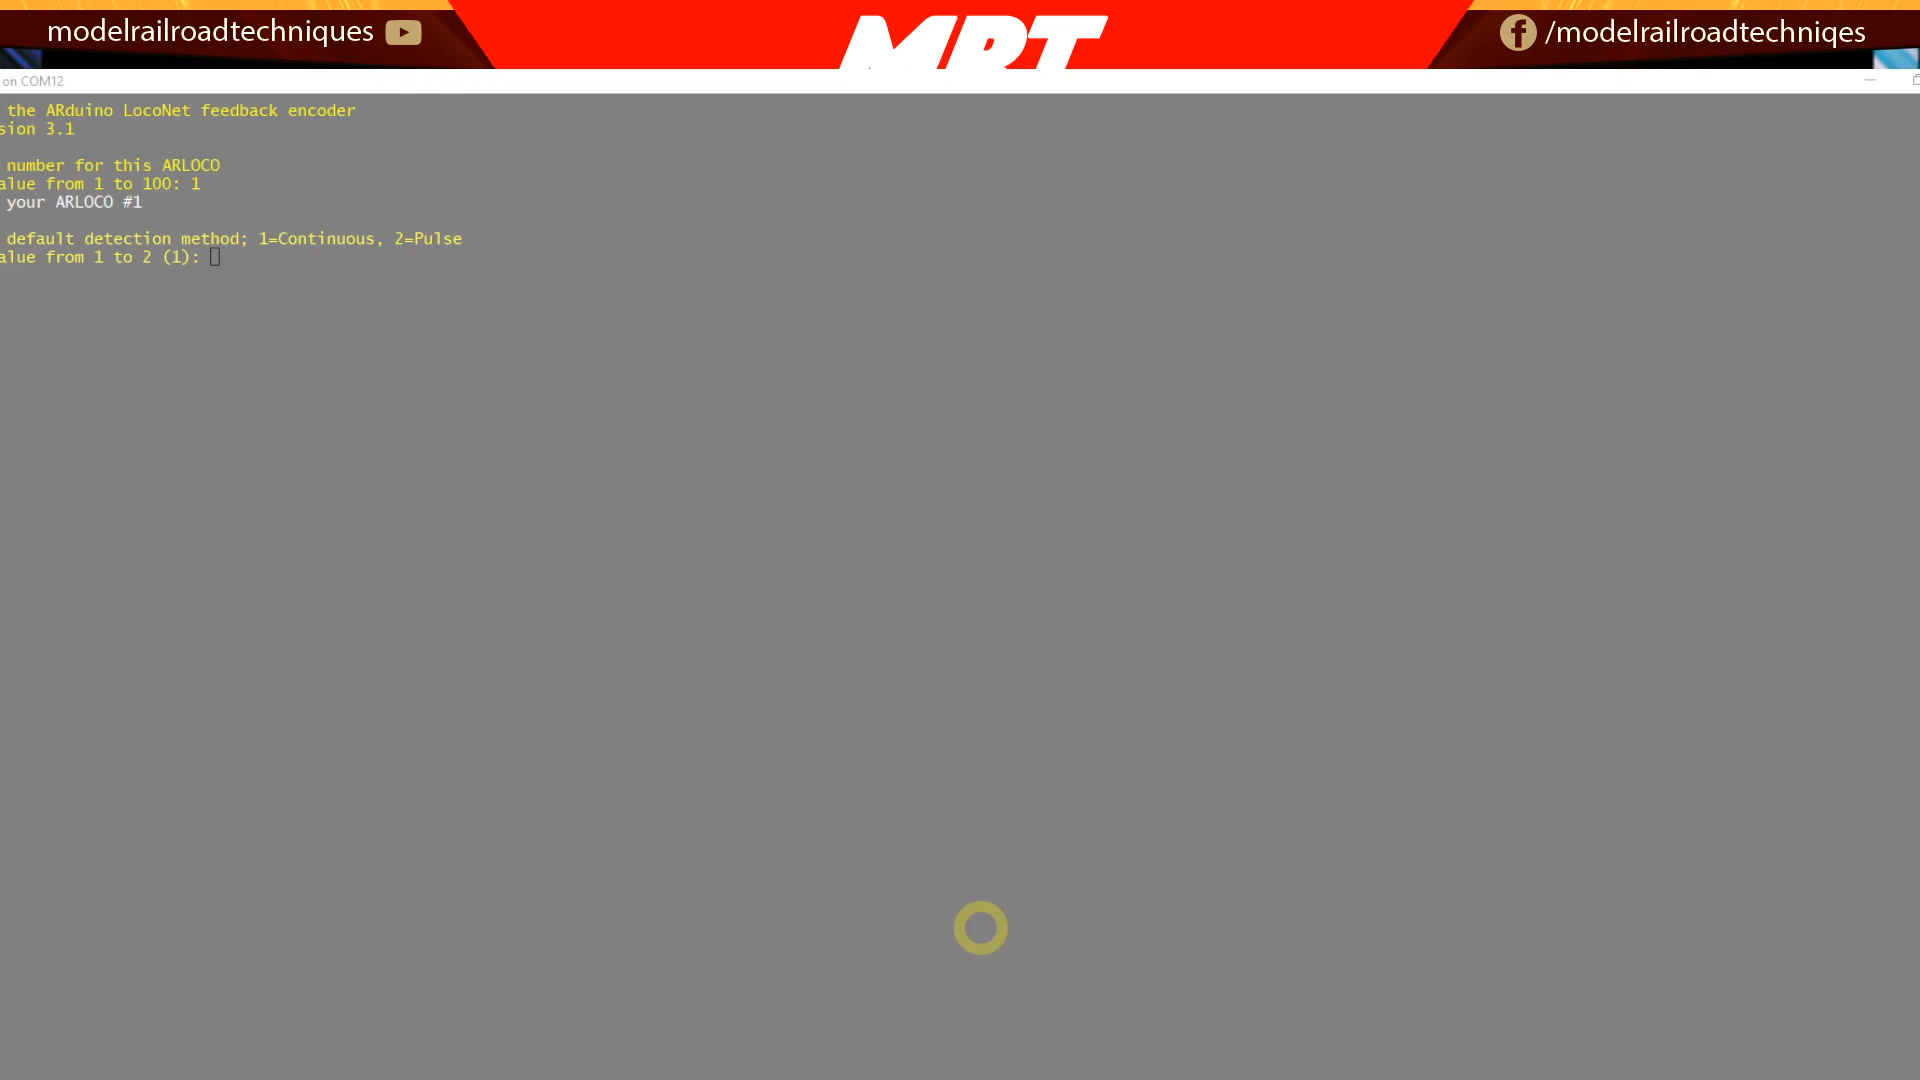 modelrailroadtechniques
MRT
/modelrailroadtechniqes
on COM12
the ARduino LocoNet feedback encoder
sion 3.1
number for this ARLOCO
alue from 1 to 100: 1
your ARLOCO #1
default detection method; 1=Continuous, 2=Pulse
alue from 1 to 2 (1):